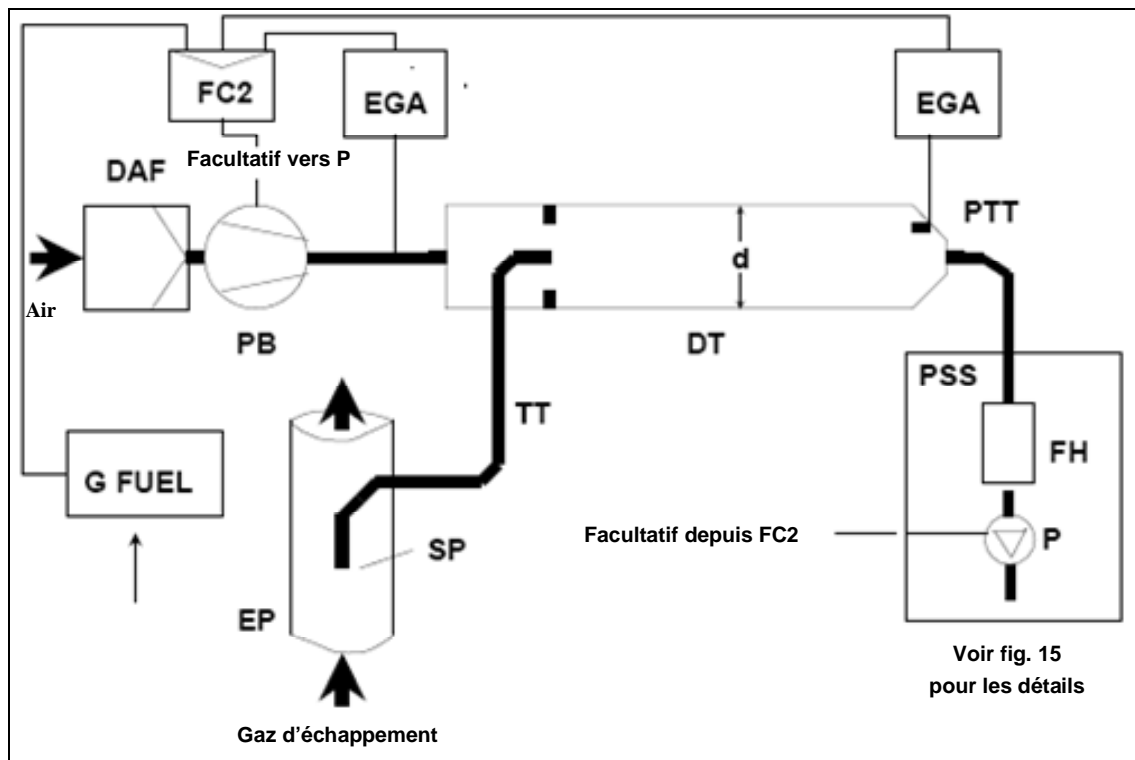 FC2
EGA
EGA
Facultatif vers P
DAF
PTT
d
Air
PB
DT
PSS
TT
FH
G FUEL
Facultatif depuis FC2
P
SP
EP
Voir fig. 15
pour les détails
Gaz d'échappement